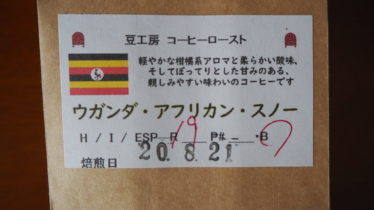 豆工房 コーヒーロースト
軽やかな柑橘系アロマと柔らかい酸味、
そしてぽってりとした甘みのある、
親しみやすい味わいのコーヒーです
ウガンダ・アフリカン・スノー
H / I / ESP R 19 P# – ・B
焙煎日 20.8.21